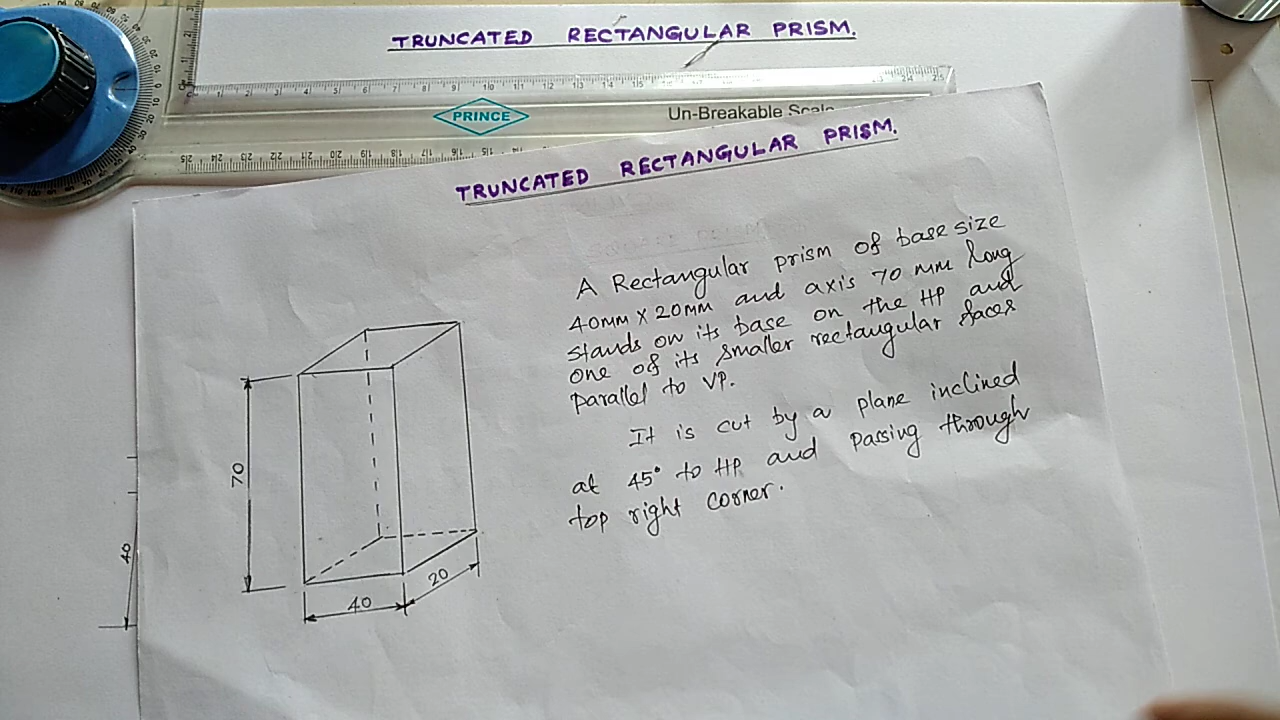 TRUNCATED RECTANGULAR PRISM.
PRINCE
Un-Breakable Scale
TRUNCATED RECTANGULAR PRISM.
A Rectangular prism of base size
40MM X 20MM and axis 70 MM long
stands on its base on the HP and
one of its smaller rectangular faces
parallel to VP.
It is cut by a plane inclined
at 45° to HP and passing through
top right corner.
70
40
20
40